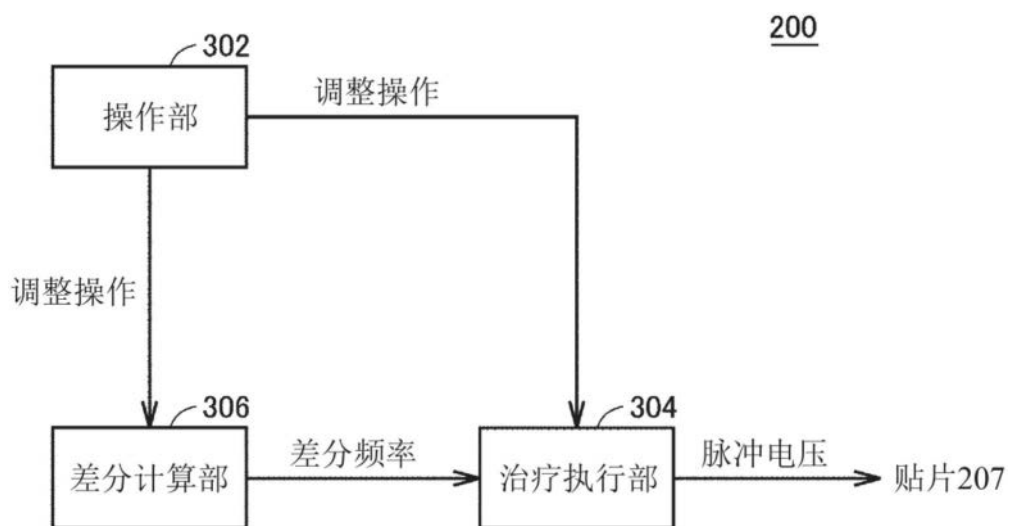 200
302
操作部
调整操作
调整操作
306
差分计算部
差分频率
304
治疗执行部
脉冲电压
贴片207